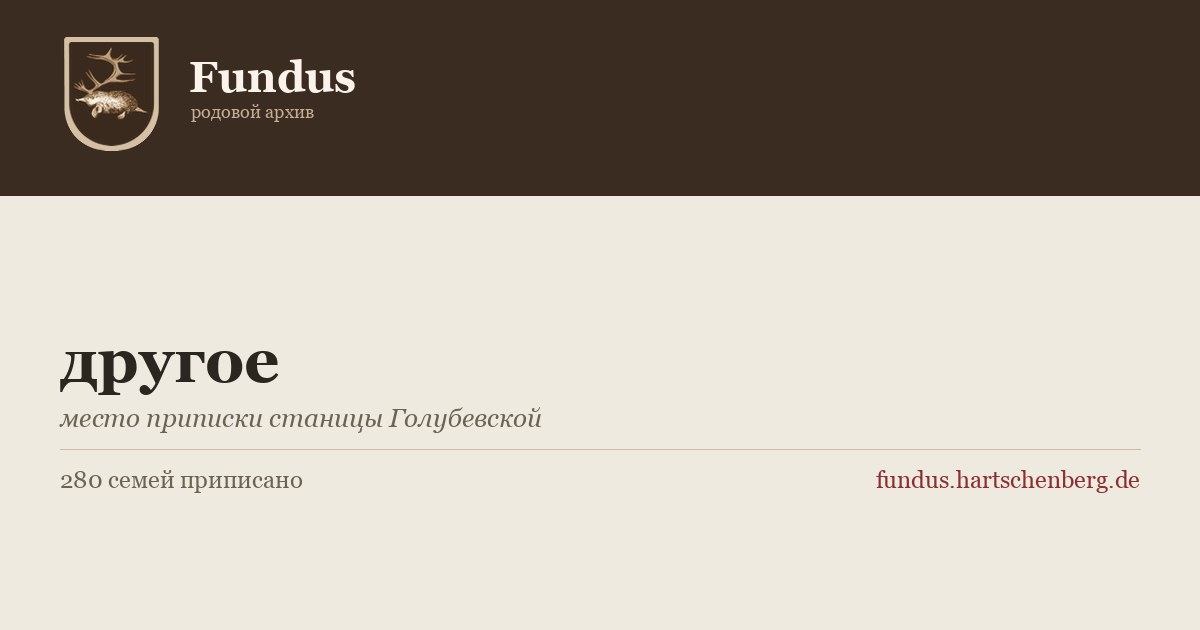 Fundus
родовой архив
другое
место приписки станицы Голубевской
280 семей приписано
fundus.hartschenberg.de